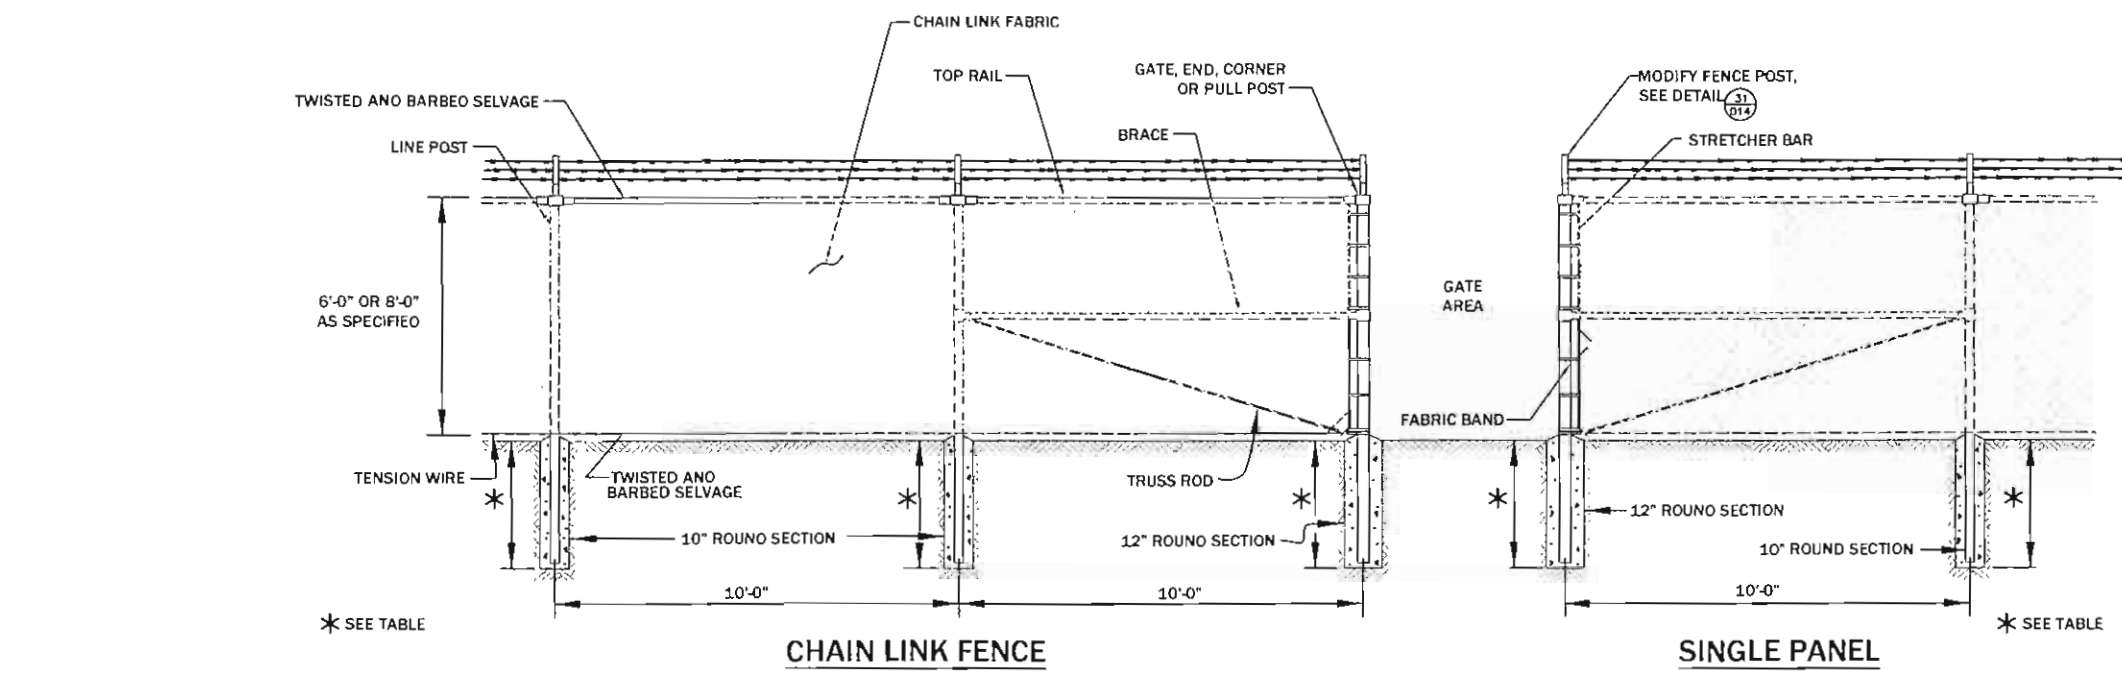 CHAIN LINK FABRIC
TOP RAIL
GATE, END, CORNER
OR PULL POST
MODIFY FENCE POST,
SEE DETAIL 31
D14
TWISTED ANO BARBEO SELVAGE
LINE POST
BRACE
STRETCHER BAR
6'-0" OR 8'-0"
AS SPECIFIED
GATE
AREA
FABRIC BAND
TENSION WIRE
TWISTED ANO
BARBED SELVAGE
TRUSS ROD
10" ROUNO SECTION
12" ROUNO SECTION
12" ROUNO SECTION
10" ROUND SECTION
10'-0"
10'-0"
10'-0"
* SEE TABLE
* SEE TABLE
CHAIN LINK FENCE
SINGLE PANEL